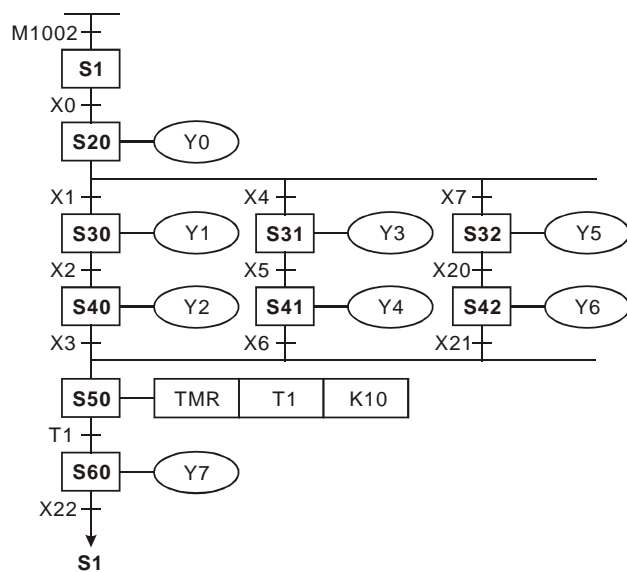 M1002
S1
X0
S20 Y0
X1 X4 X7
S30 Y1 S31 Y3 S32 Y5
X2 X5 X20
S40 Y2 S41 Y4 S42 Y6
X3 X6 X21
S50 TMR T1 K10
T1
S60 Y7
X22
S1